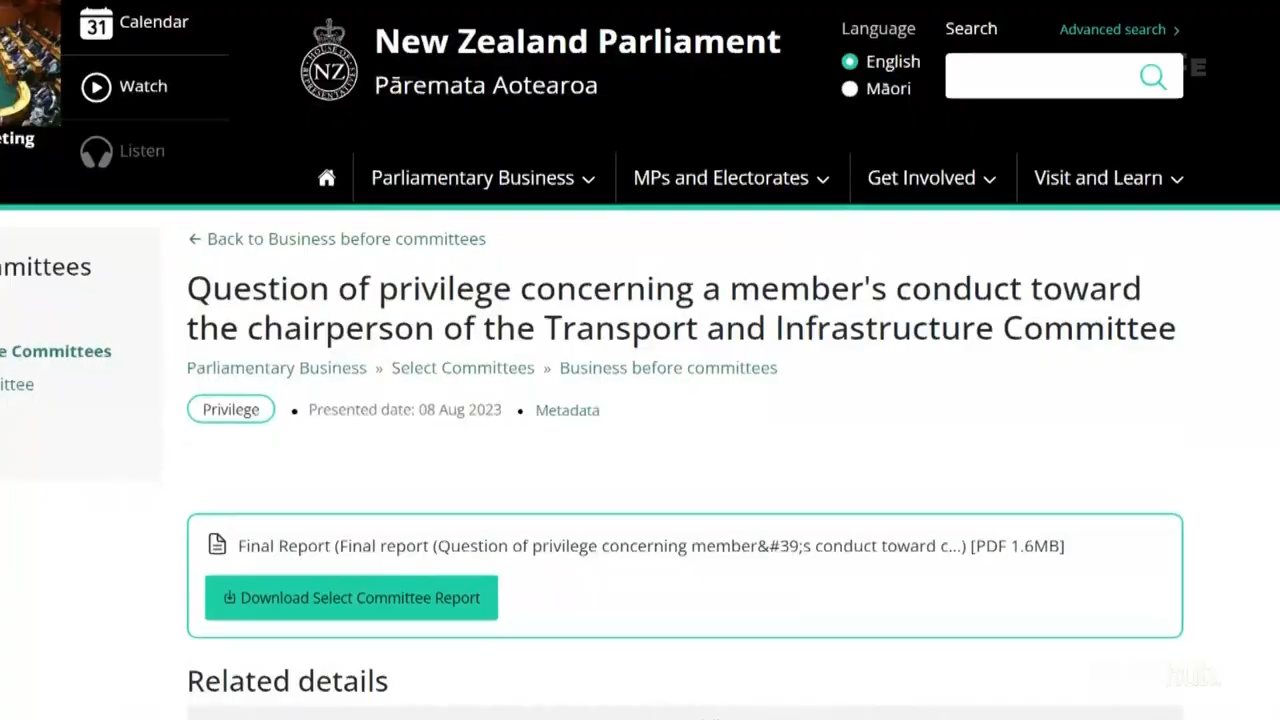 31 Calendar
New Zealand Parliament
Language
Search
Advanced search
English
Watch
Pāremata Aotearoa
Māori
NZ
Listen
Parliamentary Business
MPs and Electorates
Get Involved
Visit and Learn
← Back to Business before committees
Question of privilege concerning a member's conduct toward
the chairperson of the Transport and Infrastructure Committee
Committees
Parliamentary Business » Select Committees » Business before committees
Privilege • Presented date: 08 Aug 2023 • Metadata
Final Report (Final report (Question of privilege concerning member&#39;s conduct toward c...) [PDF 1.6MB]
Download Select Committee Report
Related details